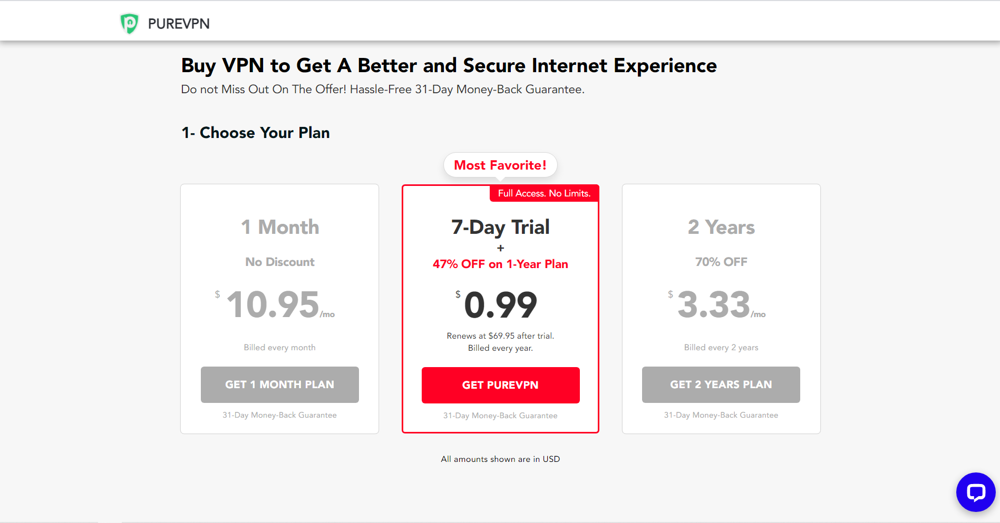 PUREVPN
Buy VPN to Get A Better and Secure Internet Experience
Do not Miss Out On The Offer! Hassle-Free 31-Day Money-Back Guarantee.
1- Choose Your Plan
1 Month
No Discount
$ 10.95/mo
Billed every month
GET 1 MONTH PLAN
31-Day Money-Back Guarantee
Most Favorite!
Full Access. No Limits.
7-Day Trial
+
47% OFF on 1-Year Plan
$ 0.99
Renews at $69.95 after trial.
Billed every year.
GET PUREVPN
31-Day Money-Back Guarantee
2 Years
70% OFF
$ 3.33/mo
Billed every 2 years
GET 2 YEARS PLAN
31-Day Money-Back Guarantee
All amounts shown are in USD